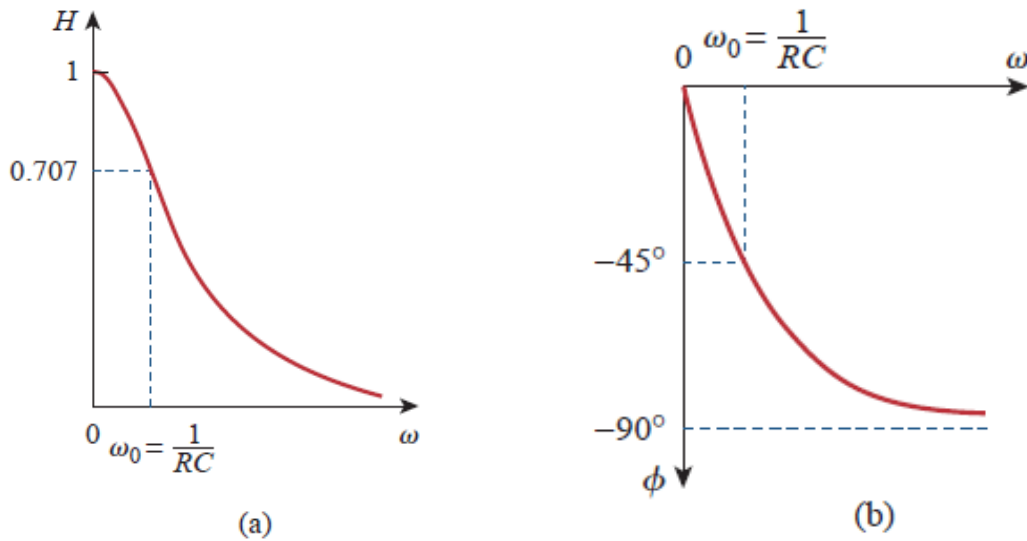 H
1
0.707
0 ω₀ = 1/RC ω
(a)
0 ω₀ = 1/RC ω
−45°
−90°
ϕ
(b)